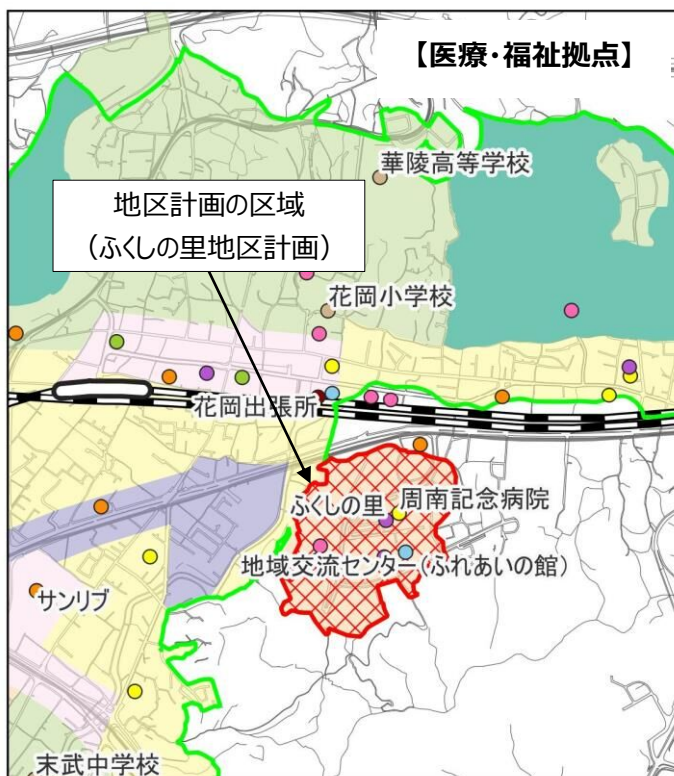 【医療・福祉拠点】
華陵高等学校
地区計画の区域
（ふくしの里地区計画）
花岡小学校
花岡出張所
ふくしの里
周南記念病院
地域交流センター（ふれあいの館）
サンリブ
末武中学校